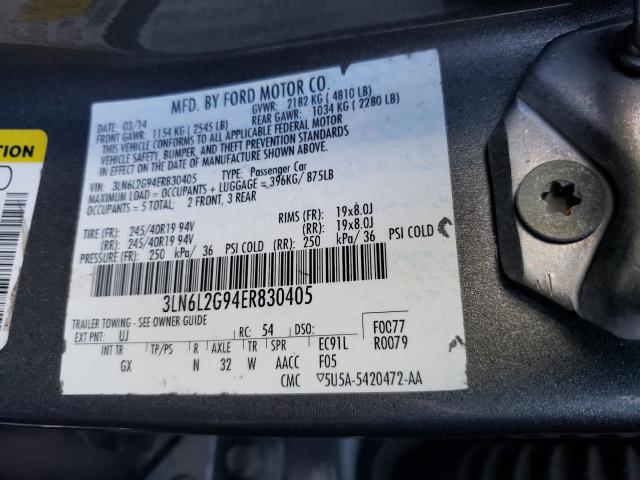 MFD. BY FORD MOTOR CO.
DATE: 03/14 GVWR: 2182 KG ( 4810 LB)
FRONT GAWR: 1154 KG ( 2545 LB) REAR GAWR: 1034 KG ( 2280 LB)
THIS VEHICLE CONFORMS TO ALL APPLICABLE FEDERAL MOTOR
VEHICLE SAFETY, BUMPER, AND THEFT PREVENTION STANDARDS
IN EFFECT ON THE DATE OF MANUFACTURE SHOWN ABOVE.
VIN: 3LN6L2G94ER830405 TYPE: Passenger Car
MAXIMUM LOAD = OCCUPANTS + LUGGAGE = 396KG/ 875LB
OCCUPANTS = 5 TOTAL: 2 FRONT, 3 REAR
TIRE (FR): 245/40R19 94V RIMS (FR): 19x8.0J
(RR): 245/40R19 94V (RR): 19x8.0J
PRESSURE (FR): 250 kPa/ 36 PSI COLD (RR): 250 kPa/ 36 PSI COLD
3LN6L2G94ER830405
TRAILER TOWING - SEE OWNER GUIDE
EXT PNT: UJ RC: 54 DSO: F0077
INT TR TP/PS R AXLE TR SPR EC91L R0079
GX N 32 W AACC F05
CMC ▽5U5A-5420472-AA